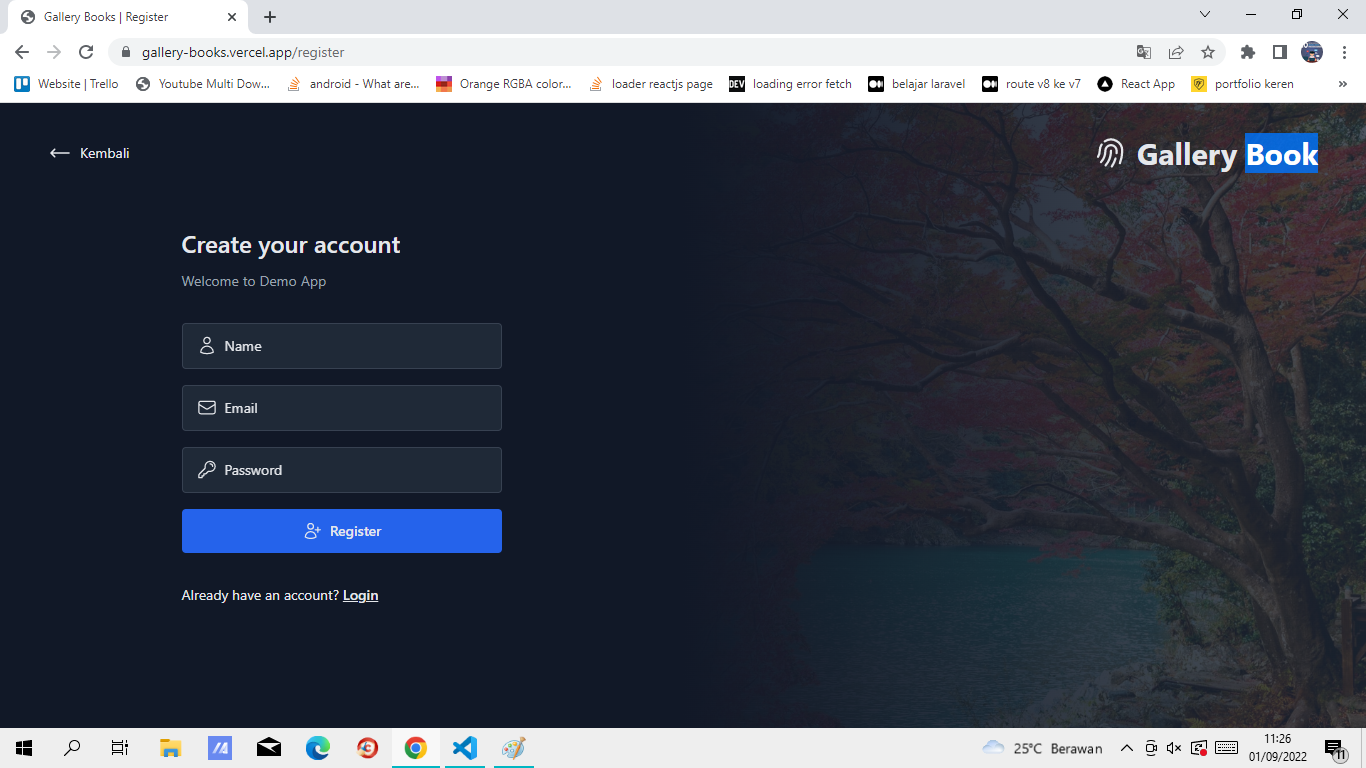 Gallery Books | Register
gallery-books.vercel.app/register
Website | Trello
Youtube Multi Dow...
android - What are...
Orange RGBA color...
loader reactjs page
DEV
loading error fetch
belajar laravel
route v8 ke v7
React App
portfolio keren
»
Kembali
Gallery Book
Create your account
Welcome to Demo App
Name
Email
Password
Register
Already have an account? Login
25°C Berawan
11:26
01/09/2022
11